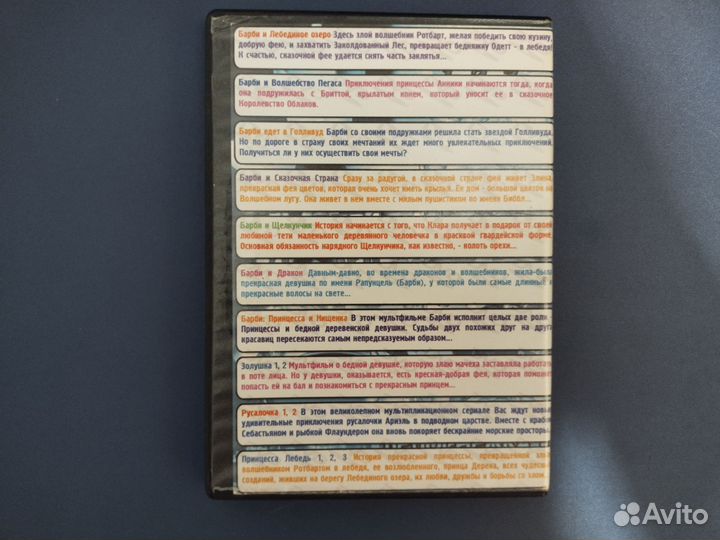 Барби и Лебединое озеро Здесь злой волшебник Ротбарт, желая победить свою кузину,
добрую фею, и захватить Заколдованный Лес, превращает бедняжку Одетт - в лебедя!
К счастью, сказочной фее удается снять часть заклятья...
Барби и Волшебство Пегаса Приключения принцессы Анники начинаются тогда, когда
она подружилась с Бриттой, крылатым конем, который уносит ее в сказочное
Королевство Облаков.
Барби едет в Голливуд Барби со своими подружками решила стать звездой Голливуда.
Но по дороге в страну своих мечтаний их ждет много увлекательных приключений.
Получиться ли у них осуществить свои мечты?
Барби и Сказочная Страна Сразу за радугой, в сказочной стране фей живет Элина,
прекрасная фея цветов, которая очень хочет иметь крылья. Ее дом - большой цветок на
Волшебном лугу. Она живет в нем вместе с милым пушистиком по имени Биббл...
Барби и Щелкунчик История начинается с того, что Клара получает в подарок от своей
любимой тети маленького деревянного человечка в красивой гвардейской форме.
Основная обязанность нарядного Щелкунчика, как известно, - колоть орехи...
Барби и Дракон Давным-давно, во времена драконов и волшебников, жила-была
прекрасная девушка по имени Рапунцель (Барби), у которой были самые длинные и
прекрасные волосы на свете...
Барби: Принцесса и Нищенка В этом мультфильме Барби исполнит целых две роли -
Принцессы и бедной деревенской девушки. Судьбы двух похожих друг на друга
красавиц пересекаются самым непредсказуемым образом...
Золушка 1, 2 Мультфильм о бедной девушке, которую злаю мачеха заставляла работать
в поте лица. Но у девушки, оказывается, есть кресная-добрая фея, которая поможет
попасть ей на бал и познакомиться с прекрасным принцем...
Русалочка 1, 2 В этом великолепном мультипликационном сериале Вас ждут новые
удивительные приключения русалочки Ариэль в подводном царстве. Вместе с крабом
Себастьяном и рыбкой Флаундером она вновь покоряет бескрайние морские просторы.
Принцесса Лебедь 1, 2, 3 История прекрасной принцессы, превращенной злым
волшебником Ротбартом в лебедя, ее возлюбленного, принца Дерека, всех чудесных
созданий, живших на берегу Лебединого озера, их любви, дружбы и борьбы со злом...
Avito